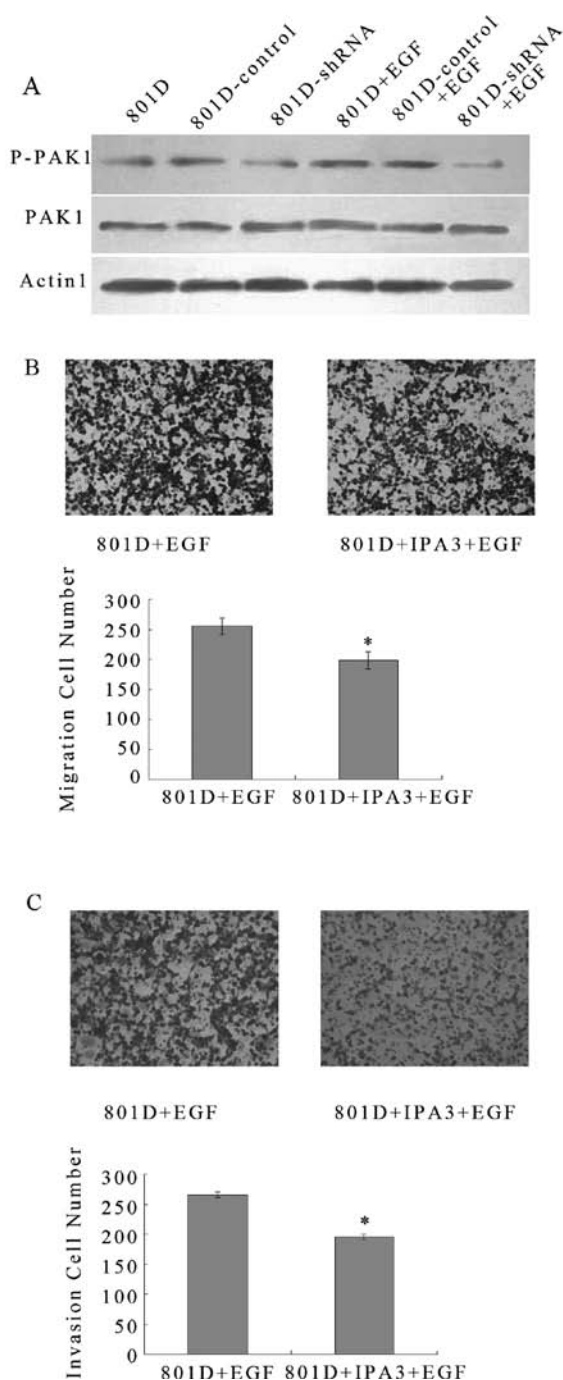 A
801D
801D-control
801D-shRNA
801D+EGF
801D-control
+EGF
801D-shRNA
+EGF
P-PAK1
PAK1
Actin1
B
801D+EGF
801D+IPA3+EGF
Migration Cell Number
300
250
200
150
100
50
0
*
801D+EGF
801D+IPA3+EGF
C
801D+EGF
801D+IPA3+EGF
Invasion Cell Number
300
250
200
150
100
50
0
*
801D+EGF
801D+IPA3+EGF